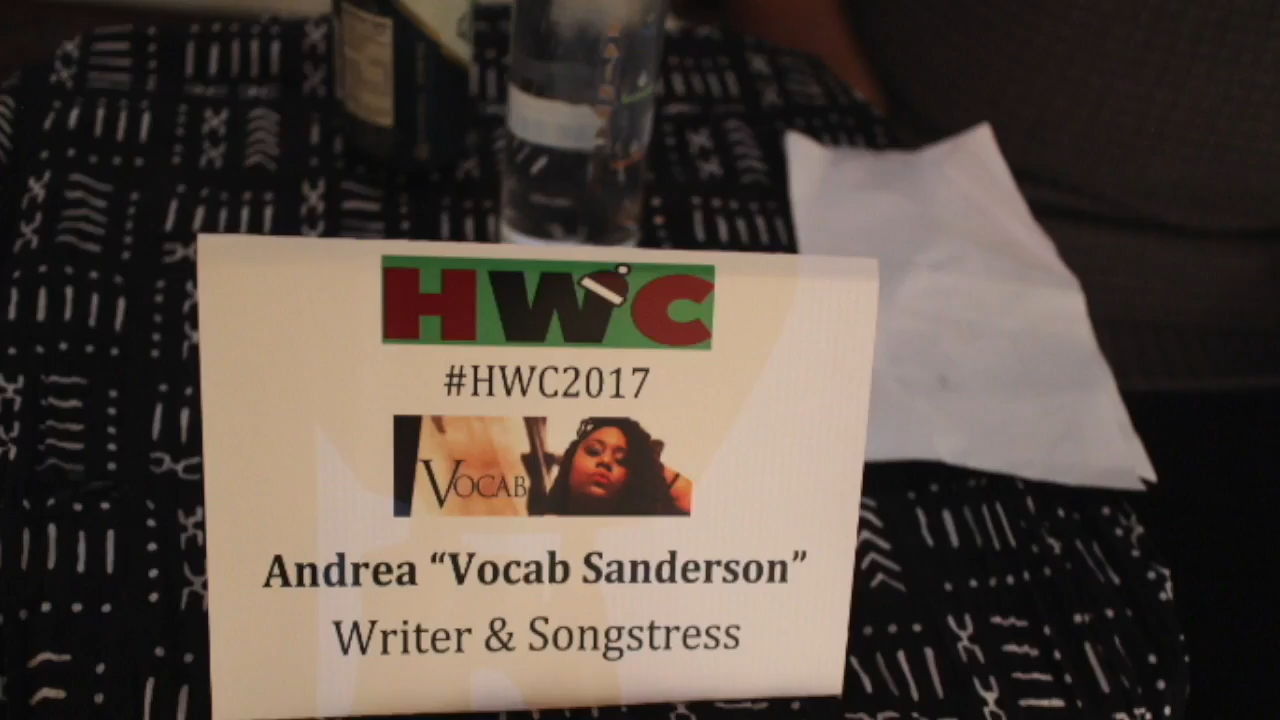 HWC
#HWC2017
VOCAB
Andrea “Vocab Sanderson”
Writer & Songstress